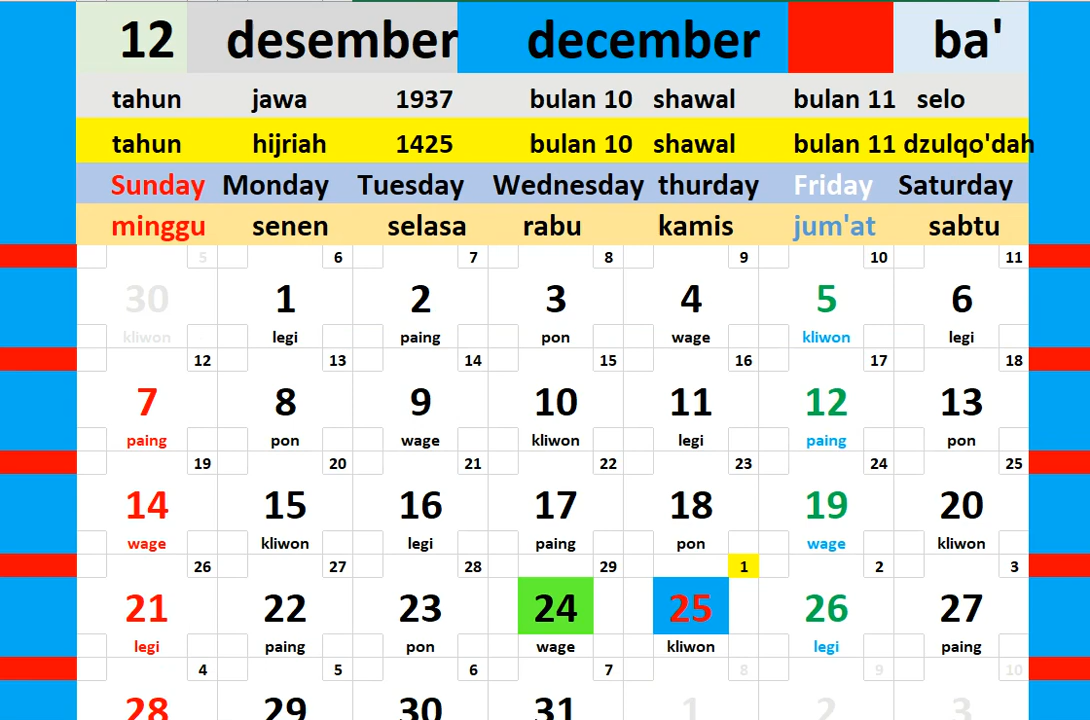 12 desember december ba'
tahun jawa 1937 bulan 10 shawal bulan 11 selo
tahun hijriah 1425 bulan 10 shawal bulan 11 dzulqo'dah
Sunday Monday Tuesday Wednesday thurday Friday Saturday
minggu senen selasa rabu kamis jum'at sabtu
5 6 7 8 9 10 11
30 1 2 3 4 5 6
kliwon legi paing pon wage kliwon legi
12 13 14 15 16 17 18
7 8 9 10 11 12 13
paing pon wage kliwon legi paing pon
19 20 21 22 23 24 25
14 15 16 17 18 19 20
wage kliwon legi paing pon wage kliwon
26 27 28 29 1 2 3
21 22 23 24 25 26 27
legi paing pon wage kliwon legi paing
4 5 6 7 8 9 10
28 29 30 31 1 2 3